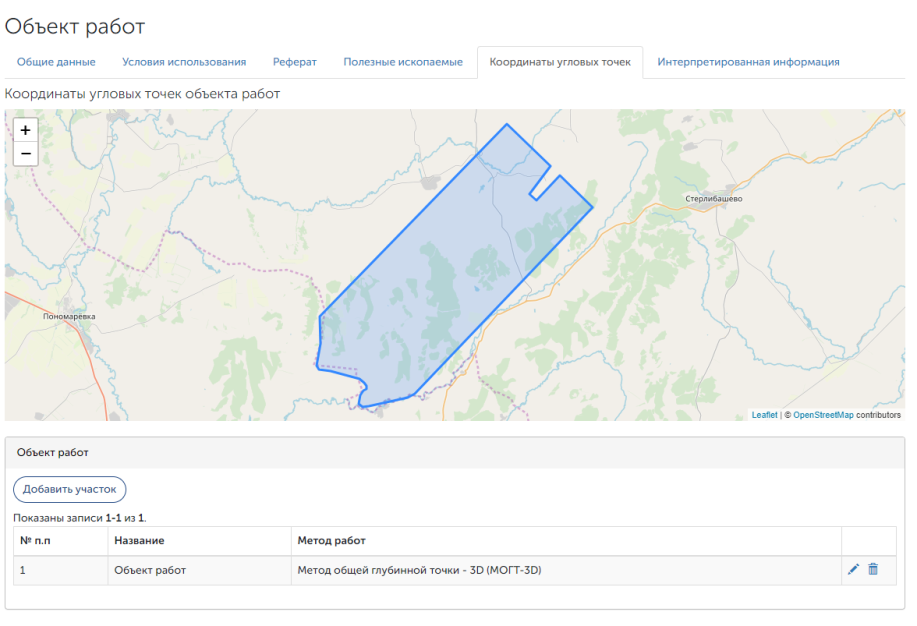 Объект работ
Общие данные Условия использования Реферат Полезные ископаемые Координаты угловых точек Интерпретированная информация
Координаты угловых точек объекта работ
+
−
Стерлибашево
Пономарёвка
Leaflet | © OpenStreetMap contributors
Объект работ
Добавить участок
Показаны записи 1-1 из 1.
№ п.п Название Метод работ
1 Объект работ Метод общей глубинной точки - 3D (МОГТ-3D)